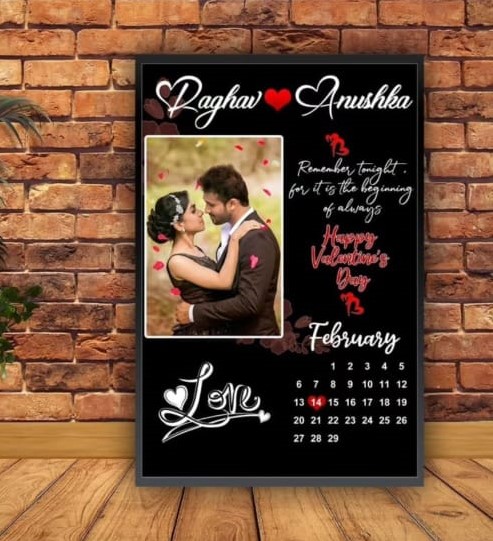 Raghav Anushka
Remember tonight,
for it is the beginning
of always
Happy
Valentine's
Day
February
Love
1 2 3 4 5
6 7 8 9 10 11 12
13 14 15 16 17 18 19
20 21 22 23 24 25 26
27 28 29